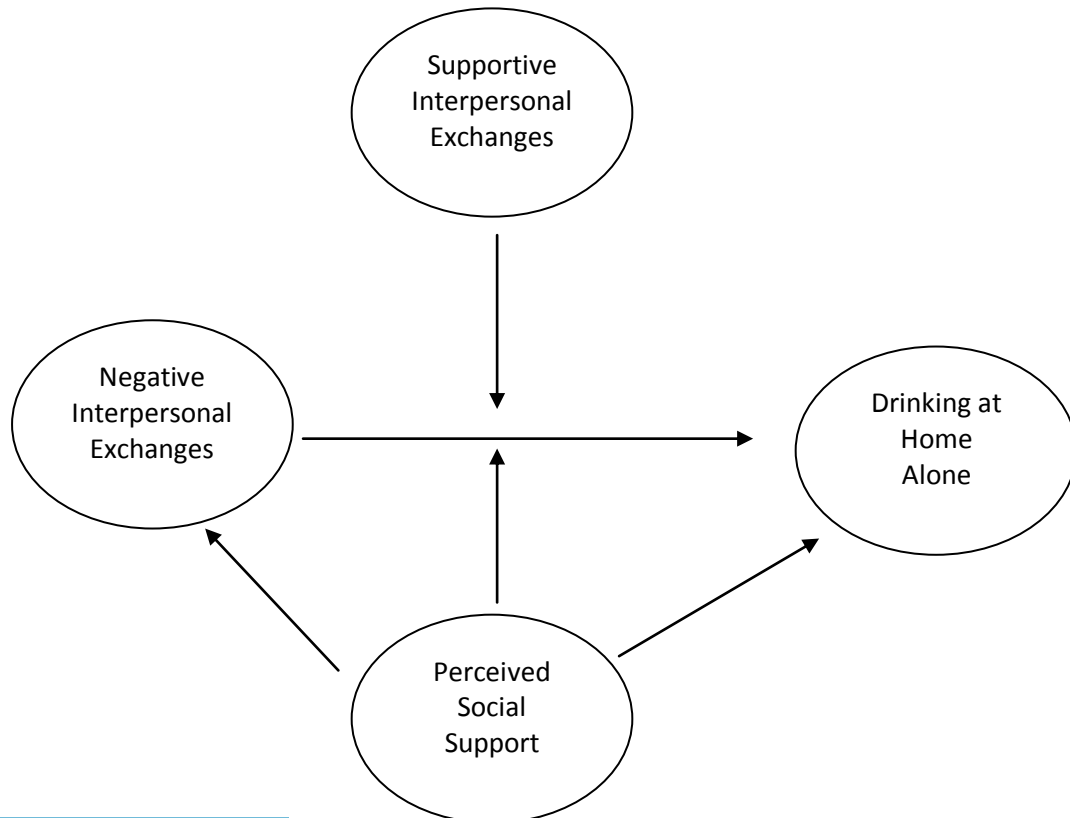 Supportive
Interpersonal
Exchanges
Negative
Interpersonal
Exchanges
Drinking at
Home
Alone
Perceived
Social
Support